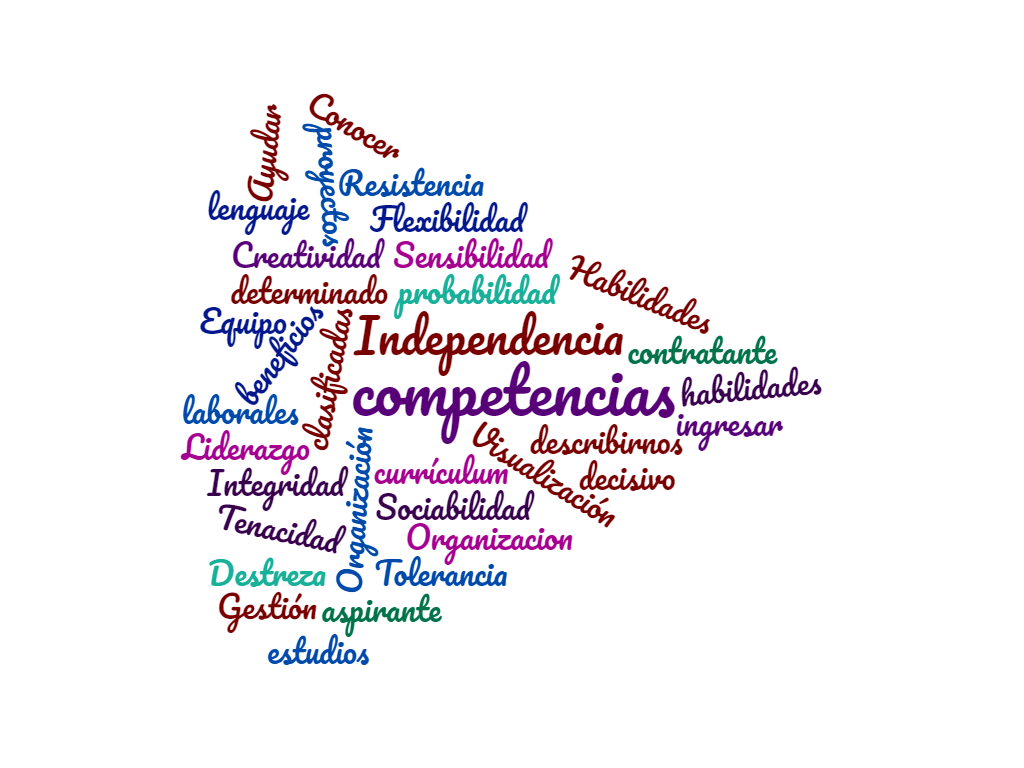 Ayudar
Conocer
proyectos
Resistencia
lenguaje
Flexibilidad
Creatividad
Sensibilidad
Habilidades
determinado
probabilidad
Equipo
beneficios
clasificadas
Independencia
contratante
competencias
habilidades
laborales
ingresar
Liderazgo
Visualización
describirnos
Integridad
Organización
currículum
decisivo
Sociabilidad
Tenacidad
Organizacion
Destreza
Tolerancia
Gestión
aspirante
estudios